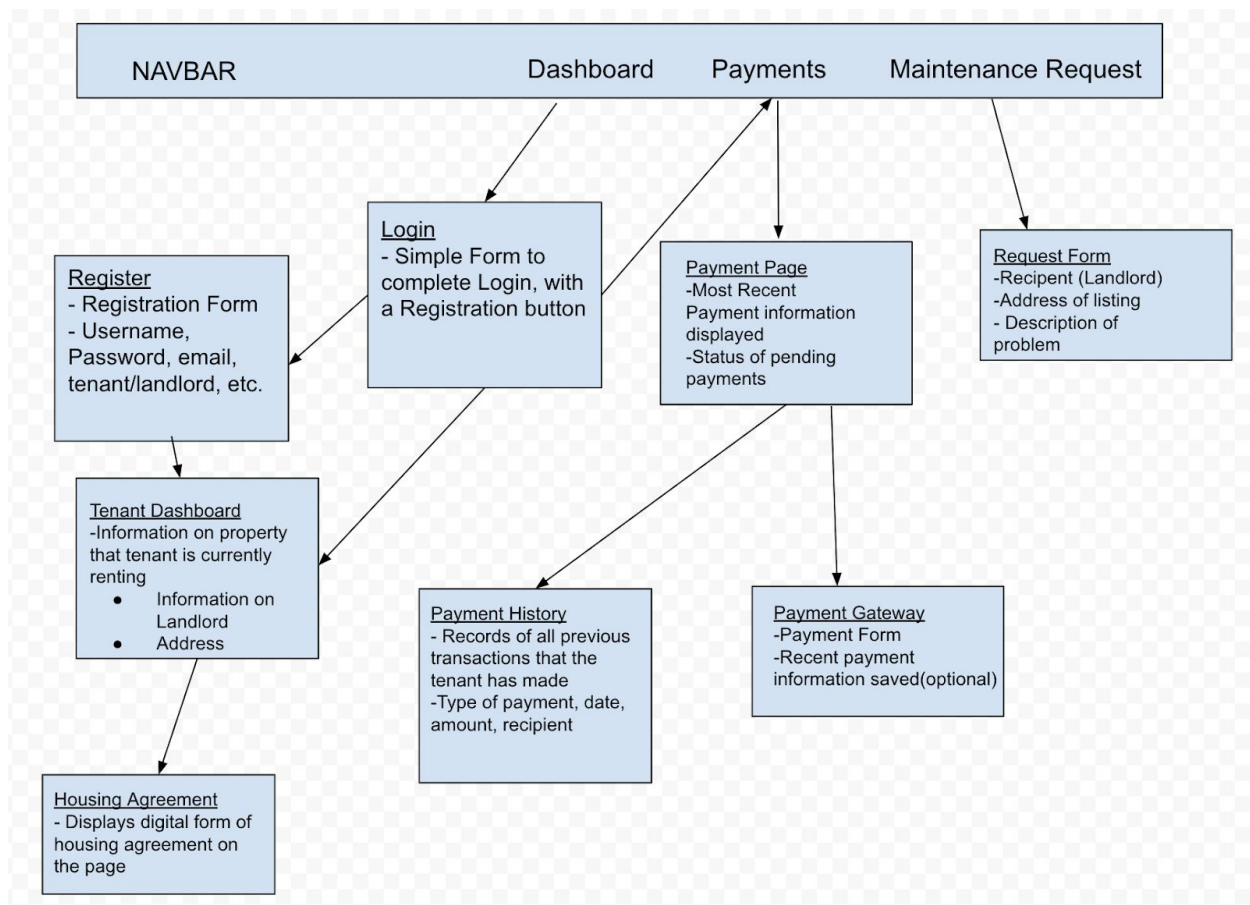 NAVBAR
Dashboard
Payments
Maintenance Request
Login
- Simple Form to
complete Login, with
a Registration button
Register
- Registration Form
- Username,
Password, email,
tenant/landlord, etc.
Payment Page
-Most Recent
Payment information
displayed
-Status of pending
payments
Request Form
-Recipent (Landlord)
-Address of listing
- Description of
problem
Tenant Dashboard
-Information on property
that tenant is currently
renting
● Information on
Landlord
● Address
Payment History
- Records of all previous
transactions that the
tenant has made
-Type of payment, date,
amount, recipient
Payment Gateway
-Payment Form
-Recent payment
information saved(optional)
Housing Agreement
- Displays digital form of
housing agreement on
the page